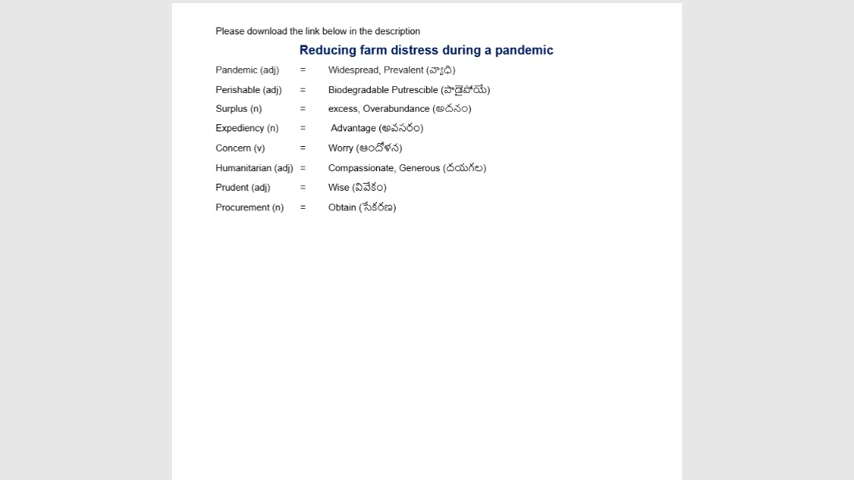 Please download the link below in the description
Reducing farm distress during a pandemic
Pandemic (adj) = Widespread, Prevalent (వ్యాధి)
Perishable (adj) = Biodegradable Putrescible (పాడైపోయే)
Surplus (n) = excess, Overabundance (అదనం)
Expediency (n) = Advantage (అవసరం)
Concern (v) = Worry (ఆందోళన)
Humanitarian (adj) = Compassionate, Generous (దయగల)
Prudent (adj) = Wise (వివేకం)
Procurement (n) = Obtain (సేకరణ)